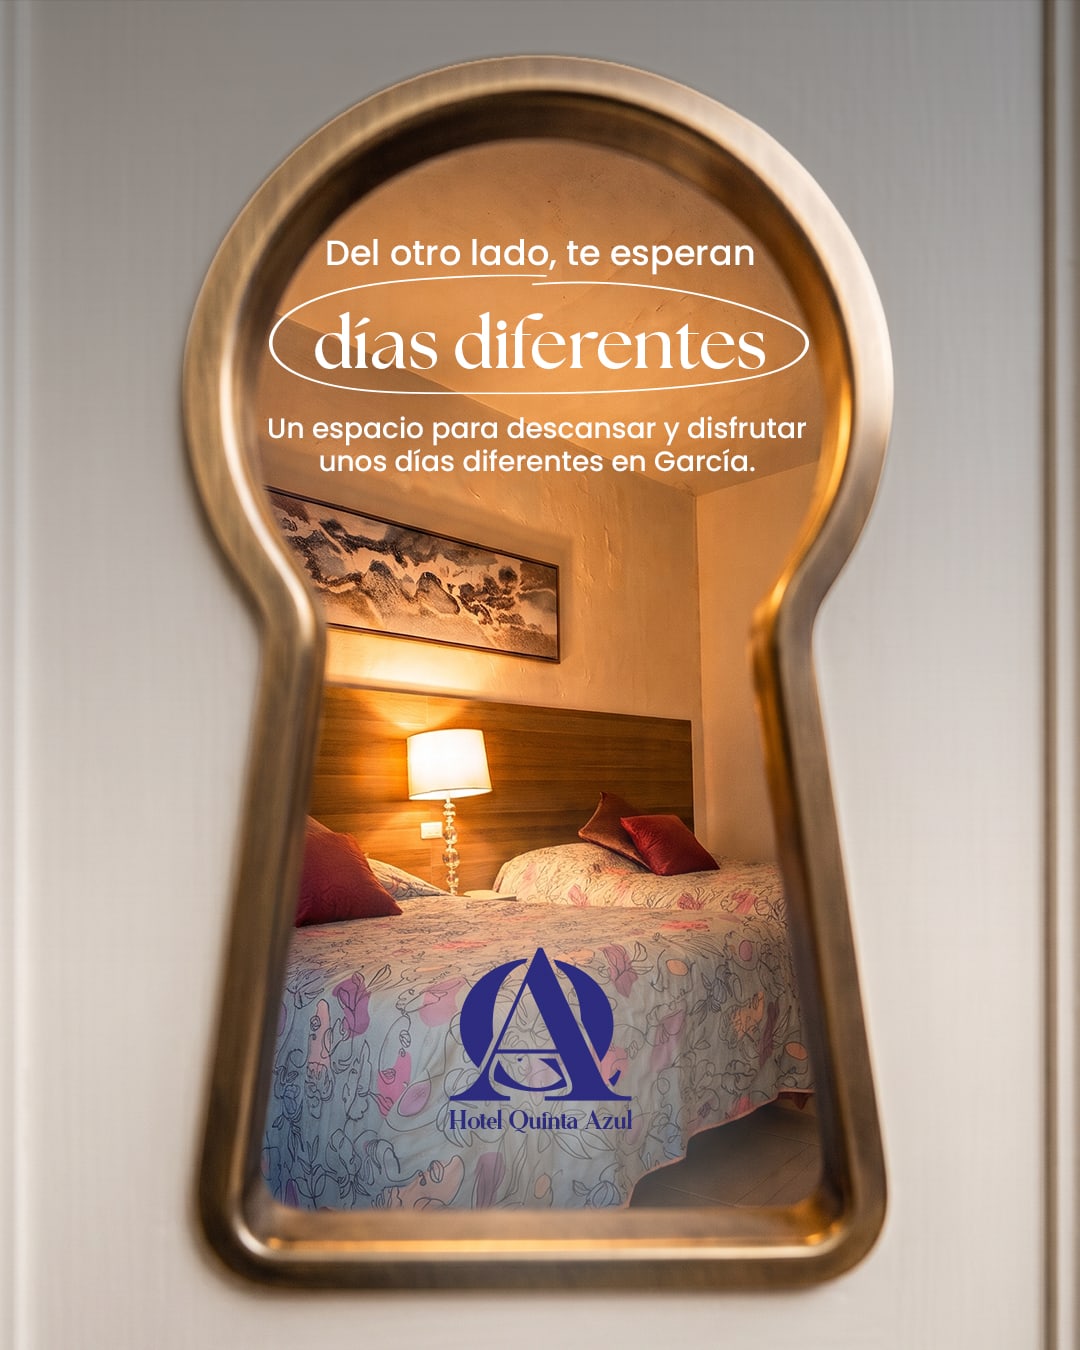 Del otro lado, te esperan
días diferentes
Un espacio para descansar y disfrutar
unos días diferentes en García.
Hotel Quinta Azul